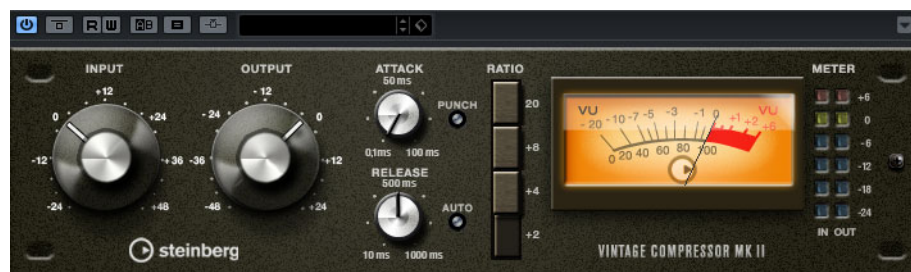 R W A B
INPUT
-24
-12
0
+12
+24
+36
+48
OUTPUT
-36
-24
-12
0
+12
+24
ATTACK
50 ms
PUNCH
0,1ms 100 ms
RELEASE
500 ms
AUTO
10 ms 1000 ms
RATIO
20
+8
+4
+2
VU VU
-20 -10 -7 -5 -3 -1 0 +1 +2 +6
0 20 40 60 80 100
METER
+6
0
-6
-12
-18
-24
IN OUT
steinberg
VINTAGE COMPRESSOR MK II